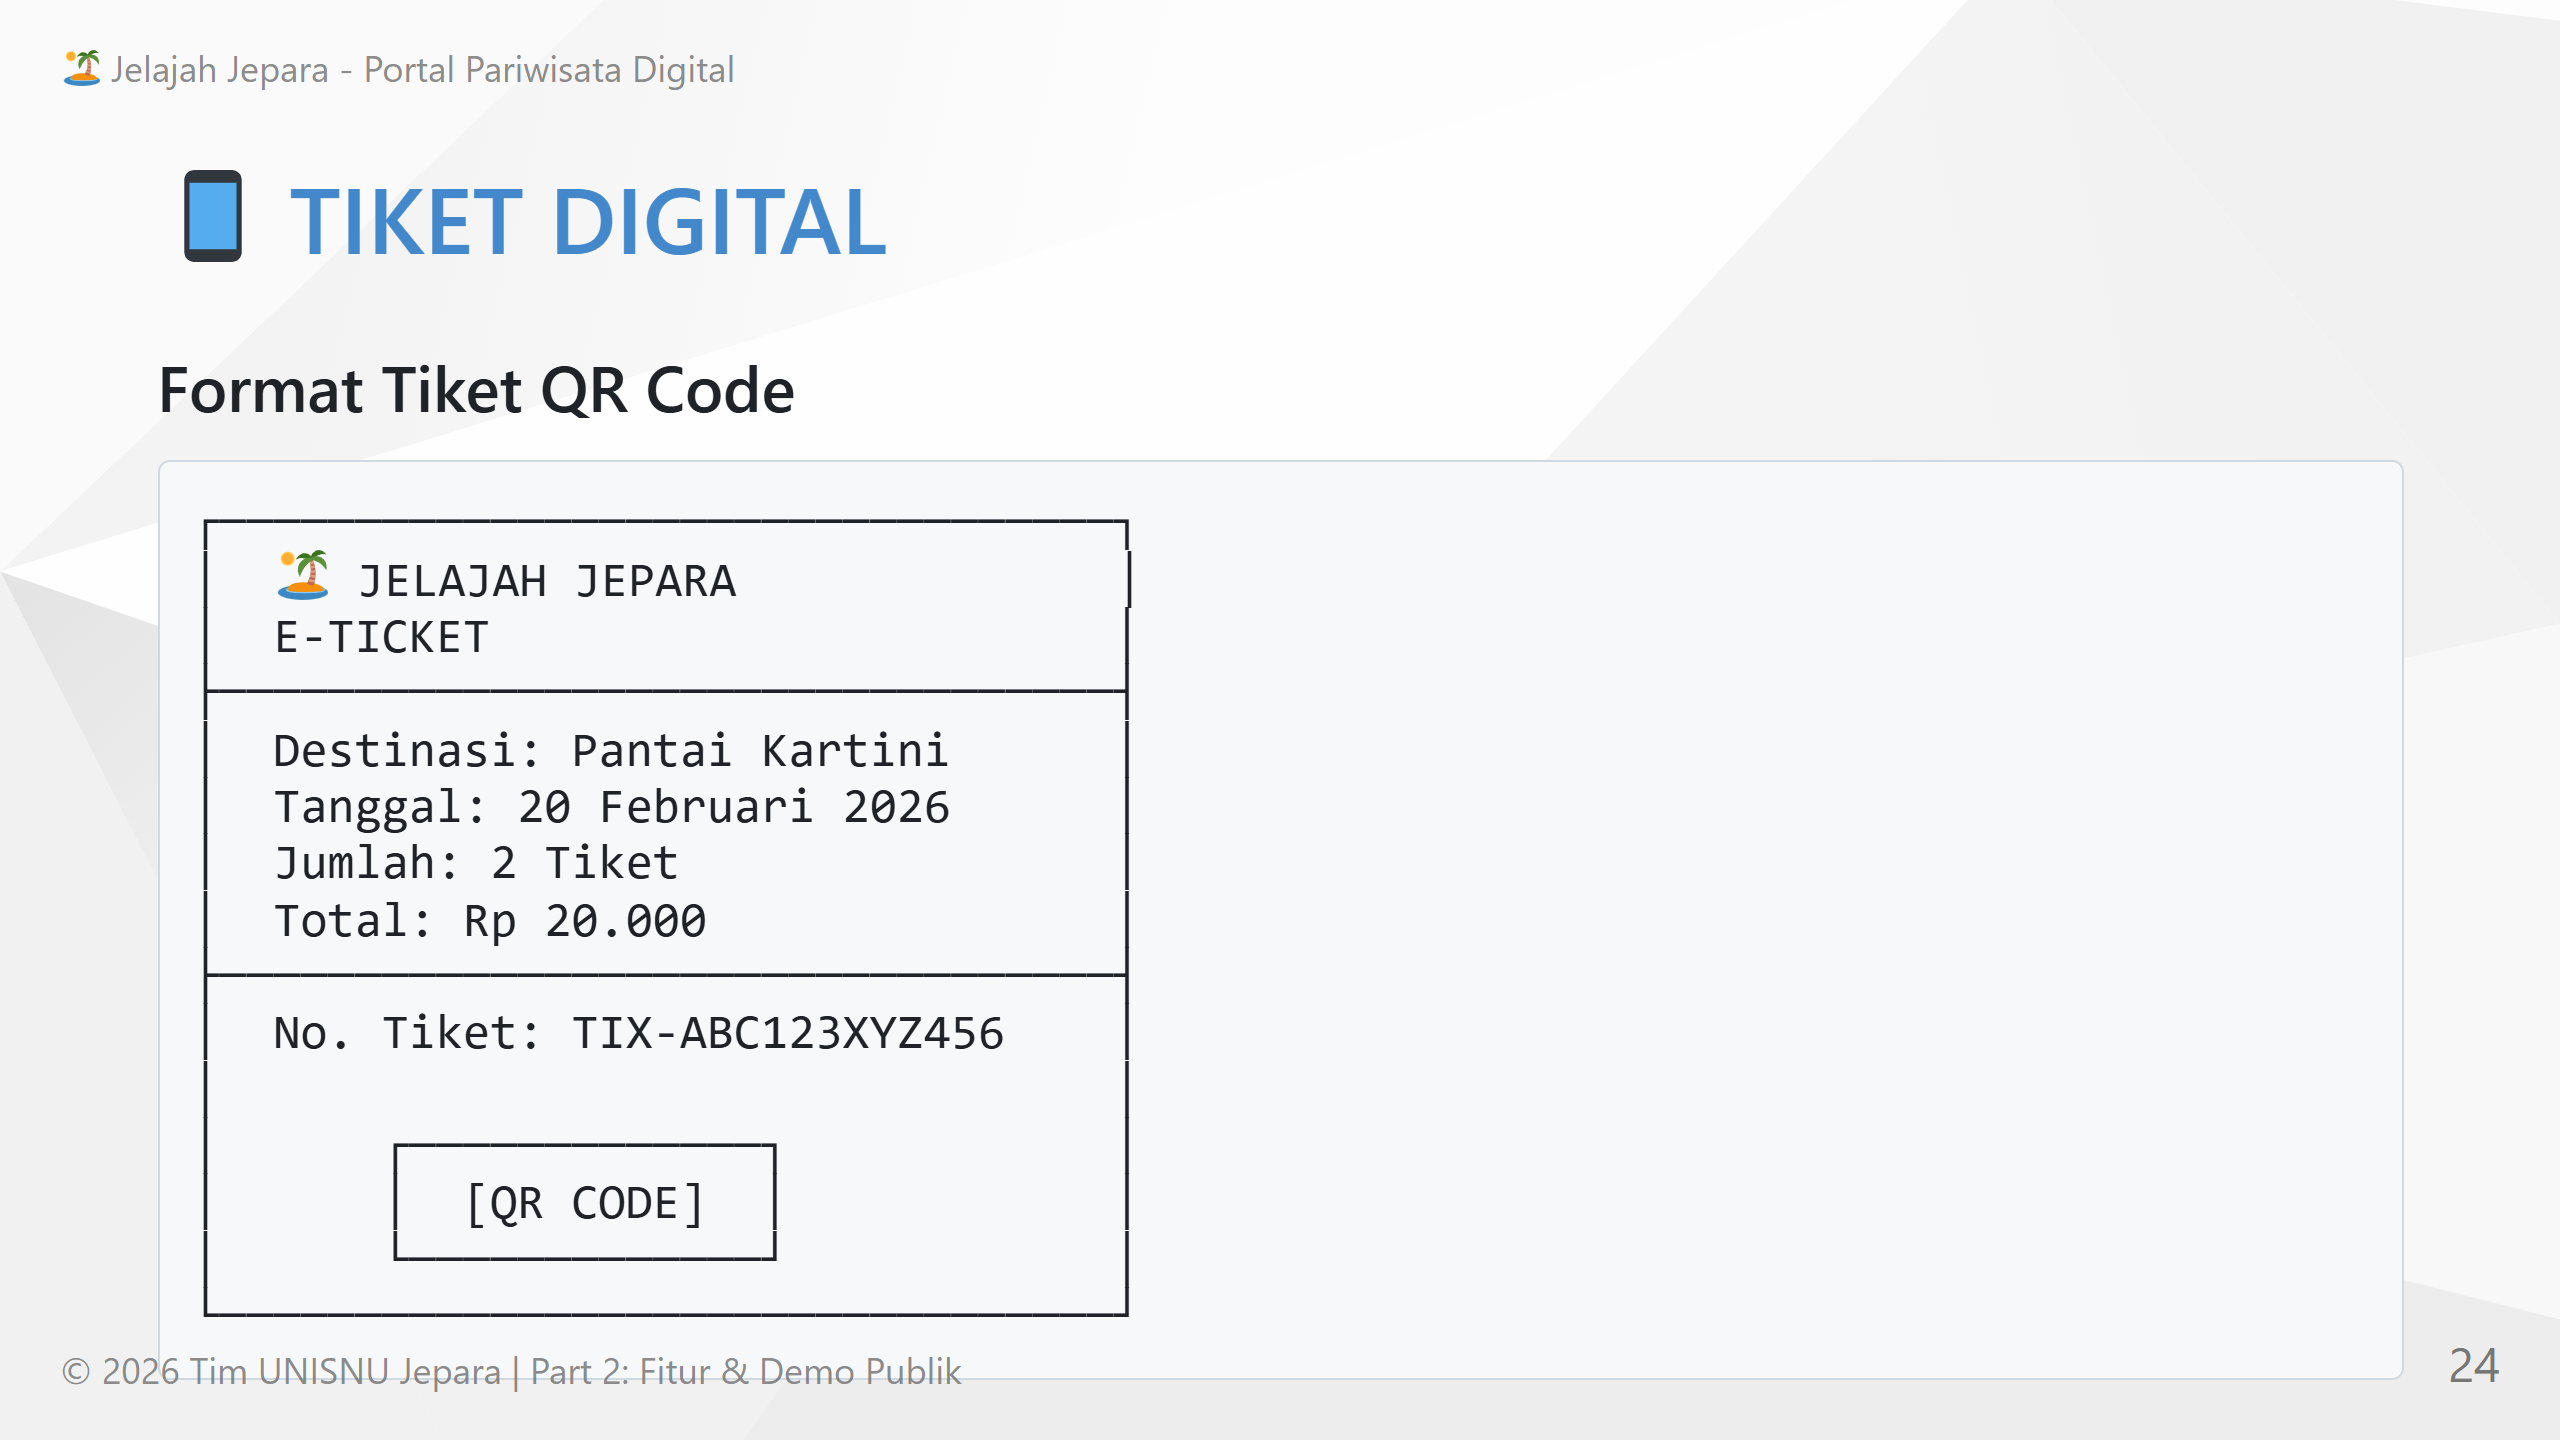 Jelajah Jepara - Portal Pariwisata Digital
TIKET DIGITAL
Format Tiket QR Code
JELAJAH JEPARA
E-TICKET
Destinasi: Pantai Kartini
Tanggal: 20 Februari 2026
Jumlah: 2 Tiket
Total: Rp 20.000
No. Tiket: TIX-ABC123XYZ456
[QR CODE]
© 2026 Tim UNISNU Jepara | Part 2: Fitur & Demo Publik
24